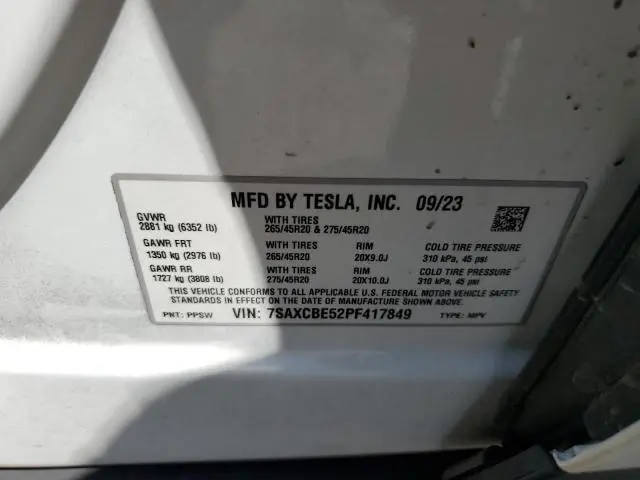 MFD BY TESLA, INC. 09/23
GVWR
2881 kg (6352 lb)
WITH TIRES
265/45R20 & 275/45R20
GAWR FRT
1350 kg (2976 lb)
WITH TIRES
265/45R20
RIM
20X9.0J
COLD TIRE PRESSURE
310 kPa, 45 psi
GAWR RR
1727 kg (3808 lb)
WITH TIRES
275/45R20
RIM
20X10.0J
COLD TIRE PRESSURE
310 kPa, 45 psi
THIS VEHICLE CONFORMS TO ALL APPLICABLE U.S. FEDERAL MOTOR VEHICLE SAFETY
STANDARDS IN EFFECT ON THE DATE OF MANUFACTURE SHOWN ABOVE.
PNT: PPSW VIN: 7SAXCBE52PF417849 TYPE: MPV